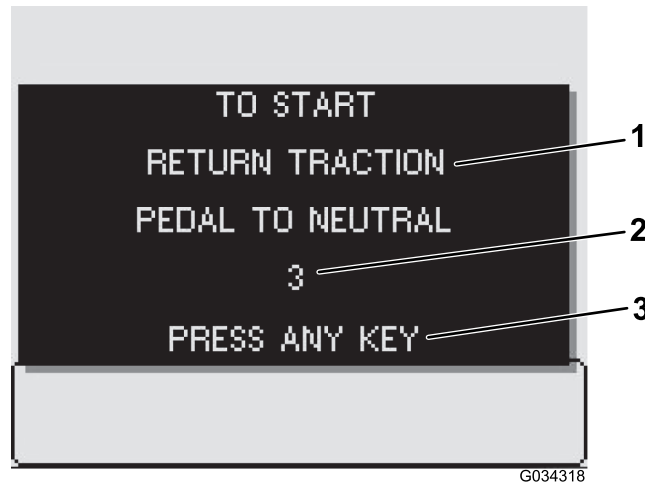 TO START
RETURN TRACTION
1
PEDAL TO NEUTRAL
2
3
3
PRESS ANY KEY
G034318